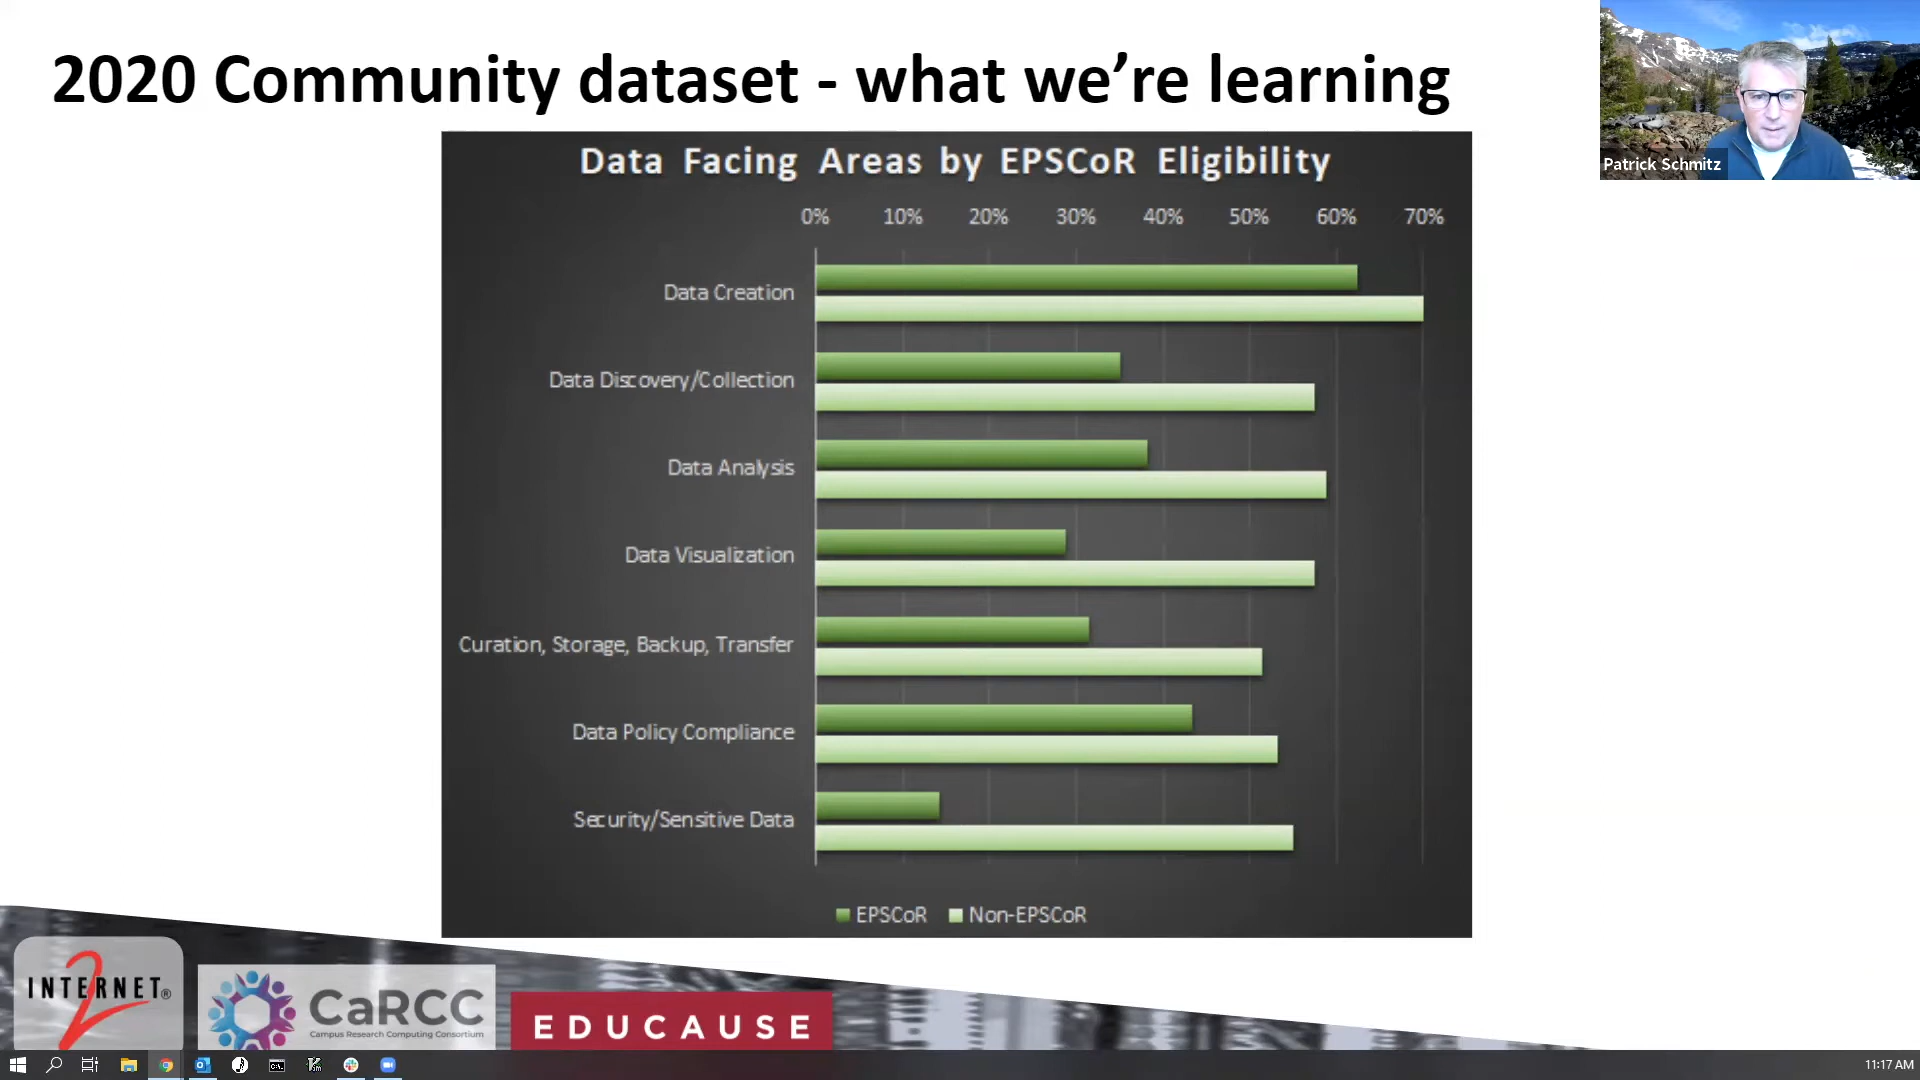 2020 Community dataset - what we’re learning
Patrick Schmitz
Data Facing Areas by EPSCoR Eligibility
0% 10% 20% 30% 40% 50% 60% 70%
Data Creation
Data Discovery/Collection
Data Analysis
Data Visualization
Curation, Storage, Backup, Transfer
Data Policy Compliance
Security/Sensitive Data
EPSCoR Non-EPSCoR
INTERNET®
2
CaRCC
Campus Research Computing Consortium
EDUCAUSE
11:17 AM